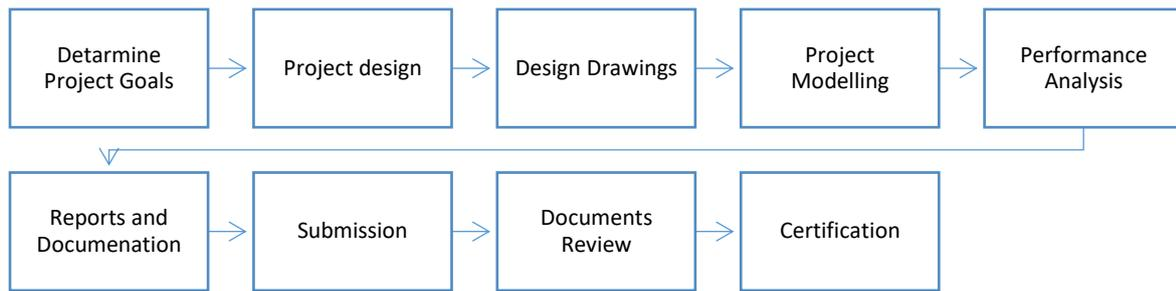 Detarmine
Project Goals
Project design
Design Drawings
Project
Modelling
Performance
Analysis
Reports and
Documenation
Submission
Documents
Review
Certification